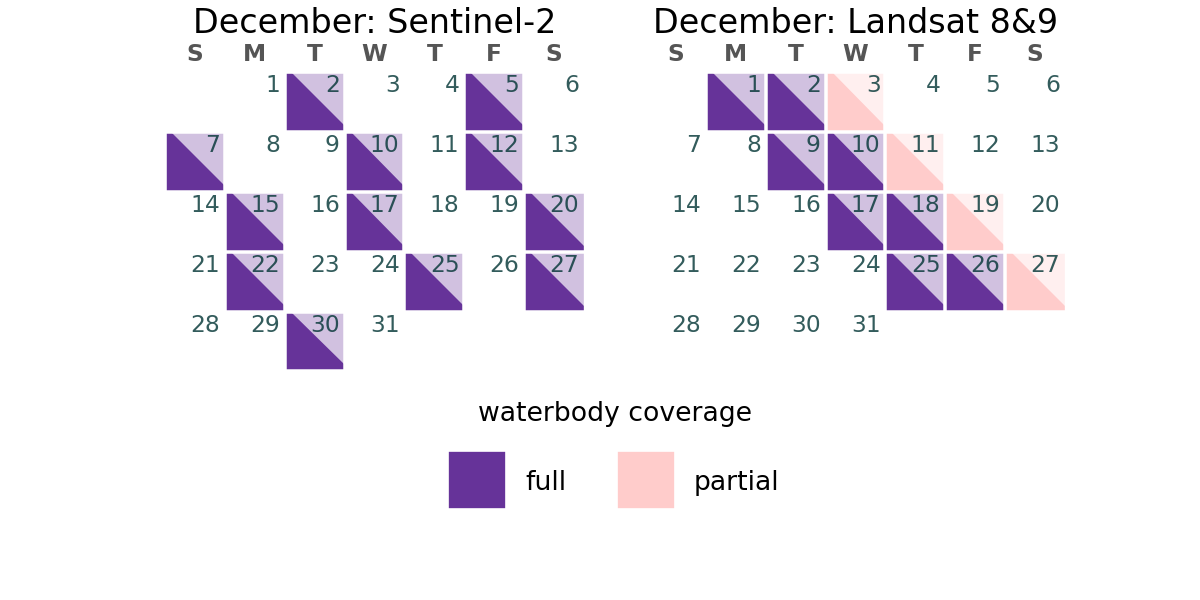 December: Sentinel-2
S M T W T F S
1 2 3 4 5 6
7 8 9 10 11 12 13
14 15 16 17 18 19 20
21 22 23 24 25 26 27
28 29 30 31
December: Landsat 8&9
S M T W T F S
1 2 3 4 5 6
7 8 9 10 11 12 13
14 15 16 17 18 19 20
21 22 23 24 25 26 27
28 29 30 31
waterbody coverage
full partial